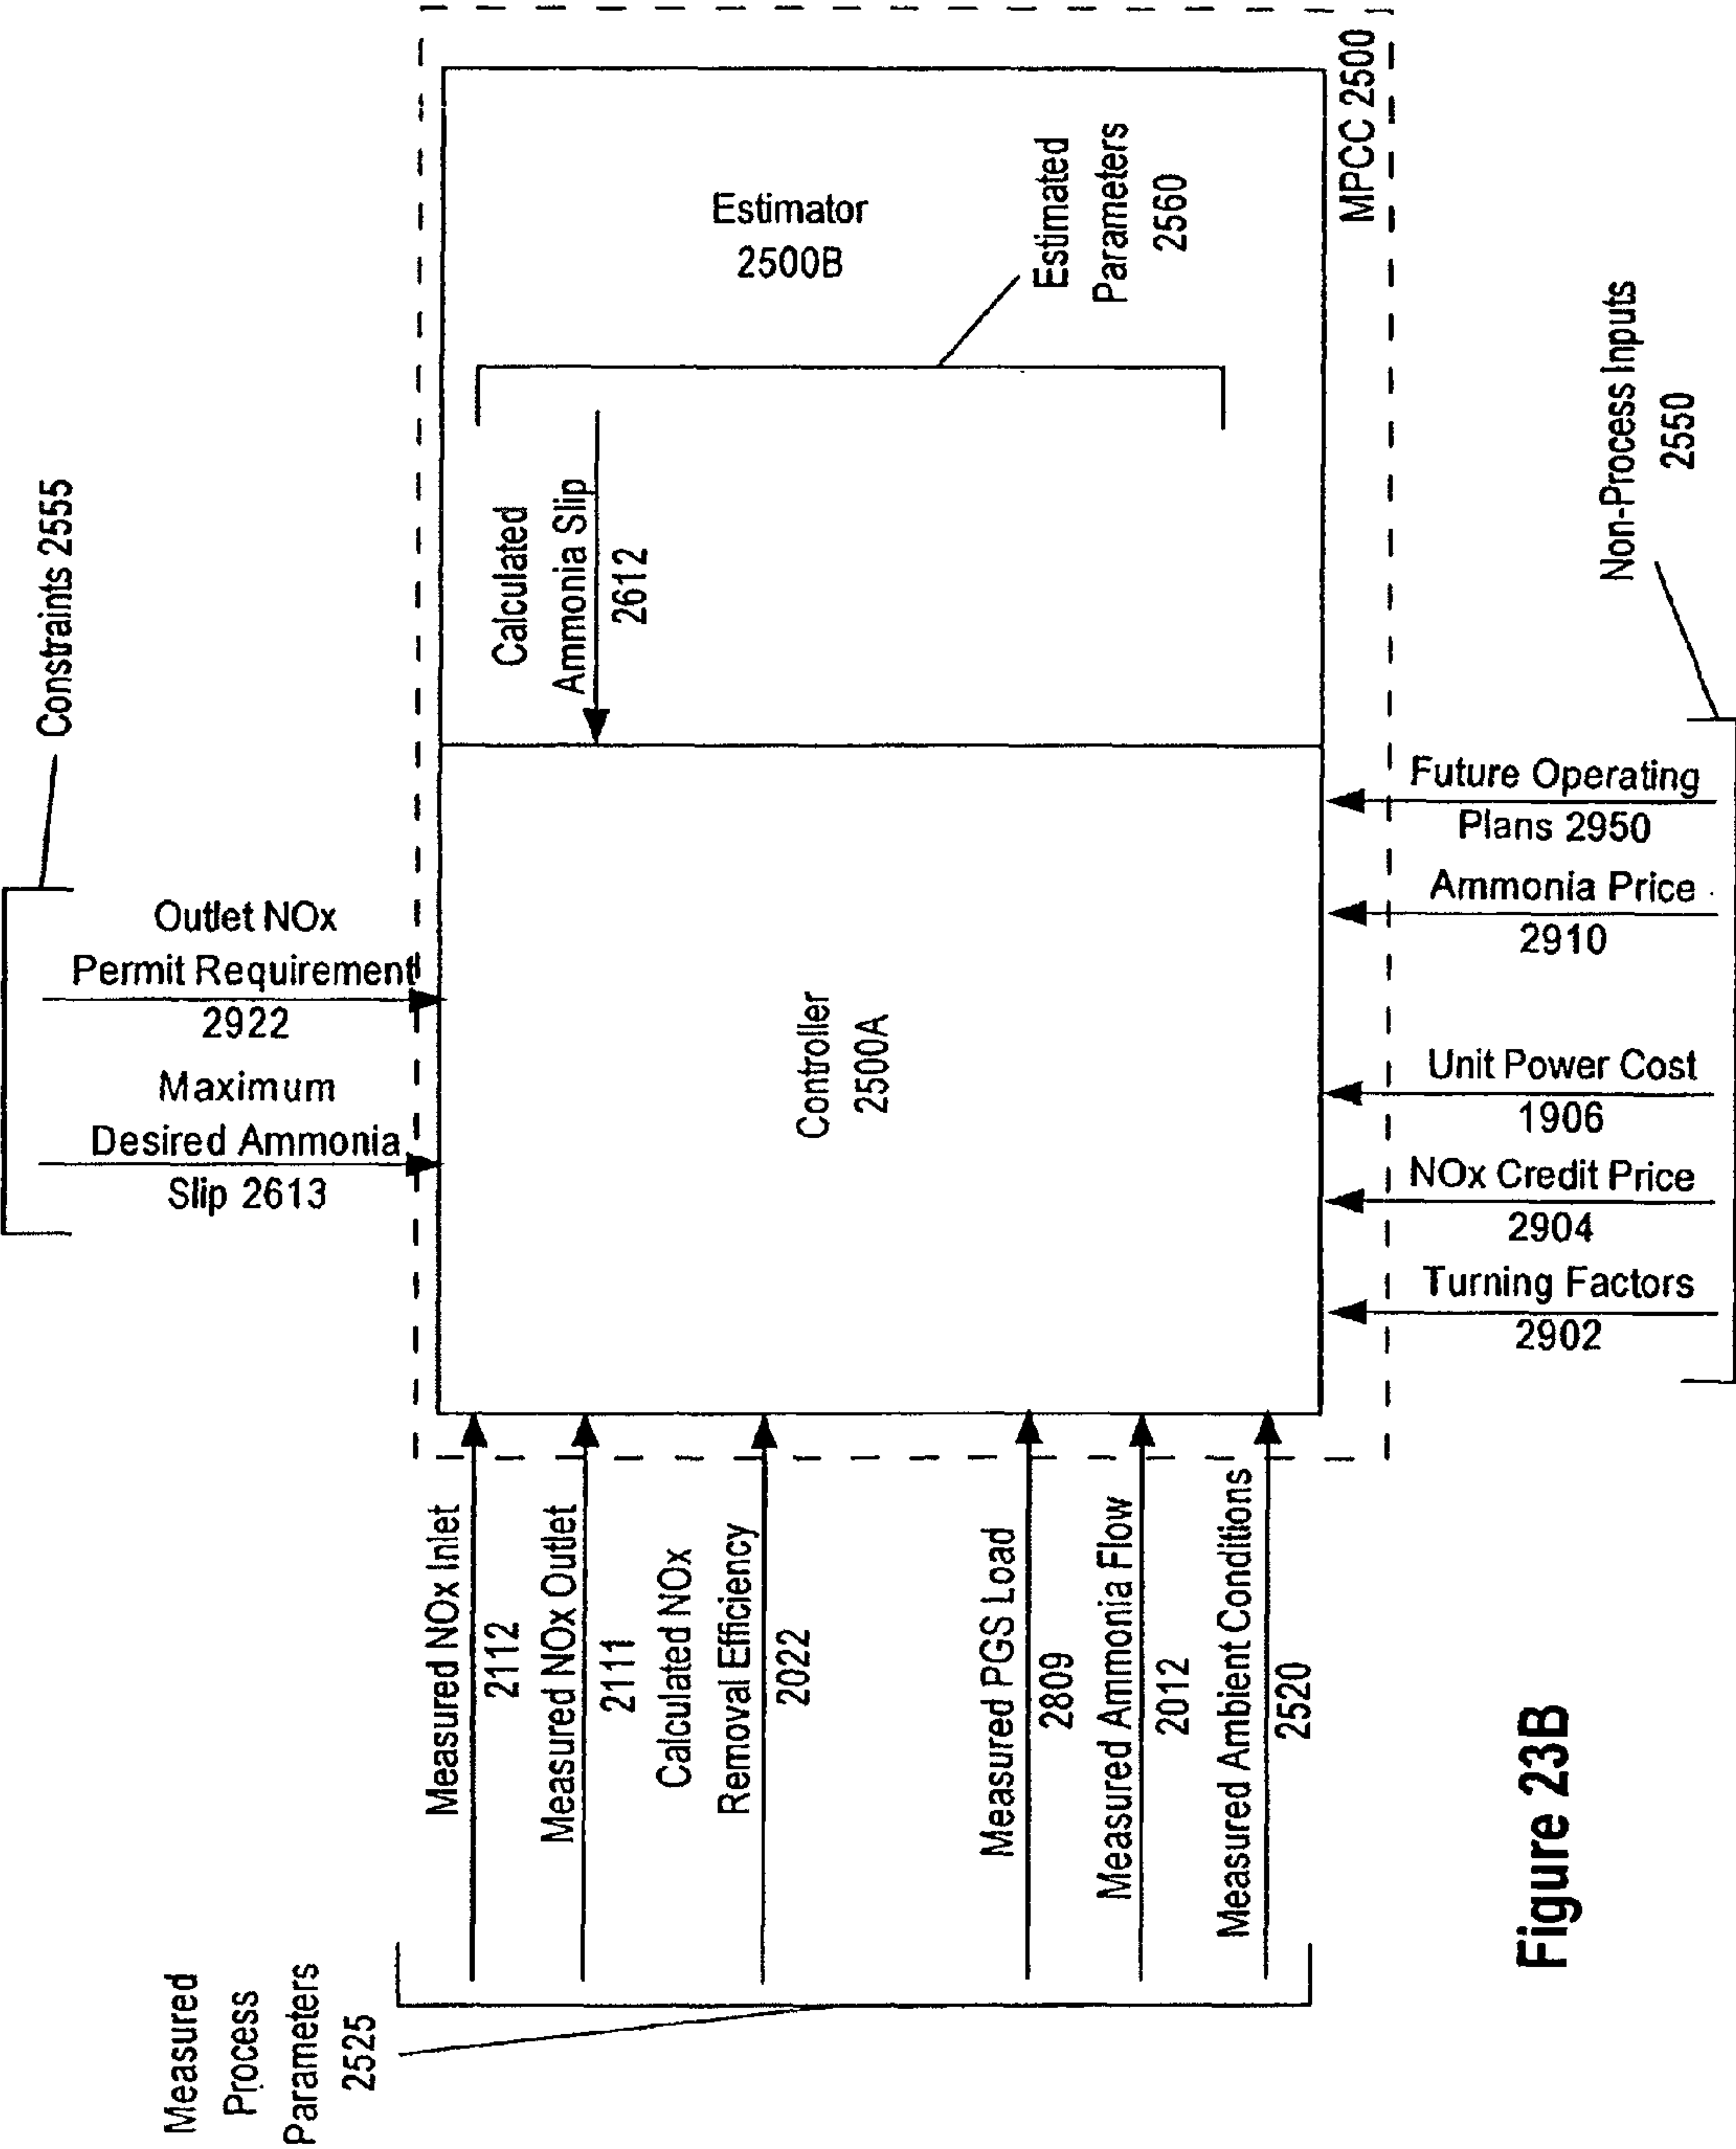 Constraints 2555
Outlet NOx
Permit Requirement
2922
Maximum
Desired Ammonia
Slip 2613
Measured
Process
Parameters
2525
Measured NOx Inlet
2112
Measured NOx Outlet
2111
Calculated NOx
Removal Efficiency
2022
Measured PGS Load
2809
Measured Ammonia Flow
2012
Measured Ambient Conditions
2520
Controller
2500A
Calculated
Ammonia Slip
2612
Estimator
2500B
Estimated
Parameters
2560
MPCC 2500
Future Operating
Plans 2950
Ammonia Price
2910
Unit Power Cost
1906
NOx Credit Price
2904
Turning Factors
2902
Non-Process Inputs
2550
Figure 23B